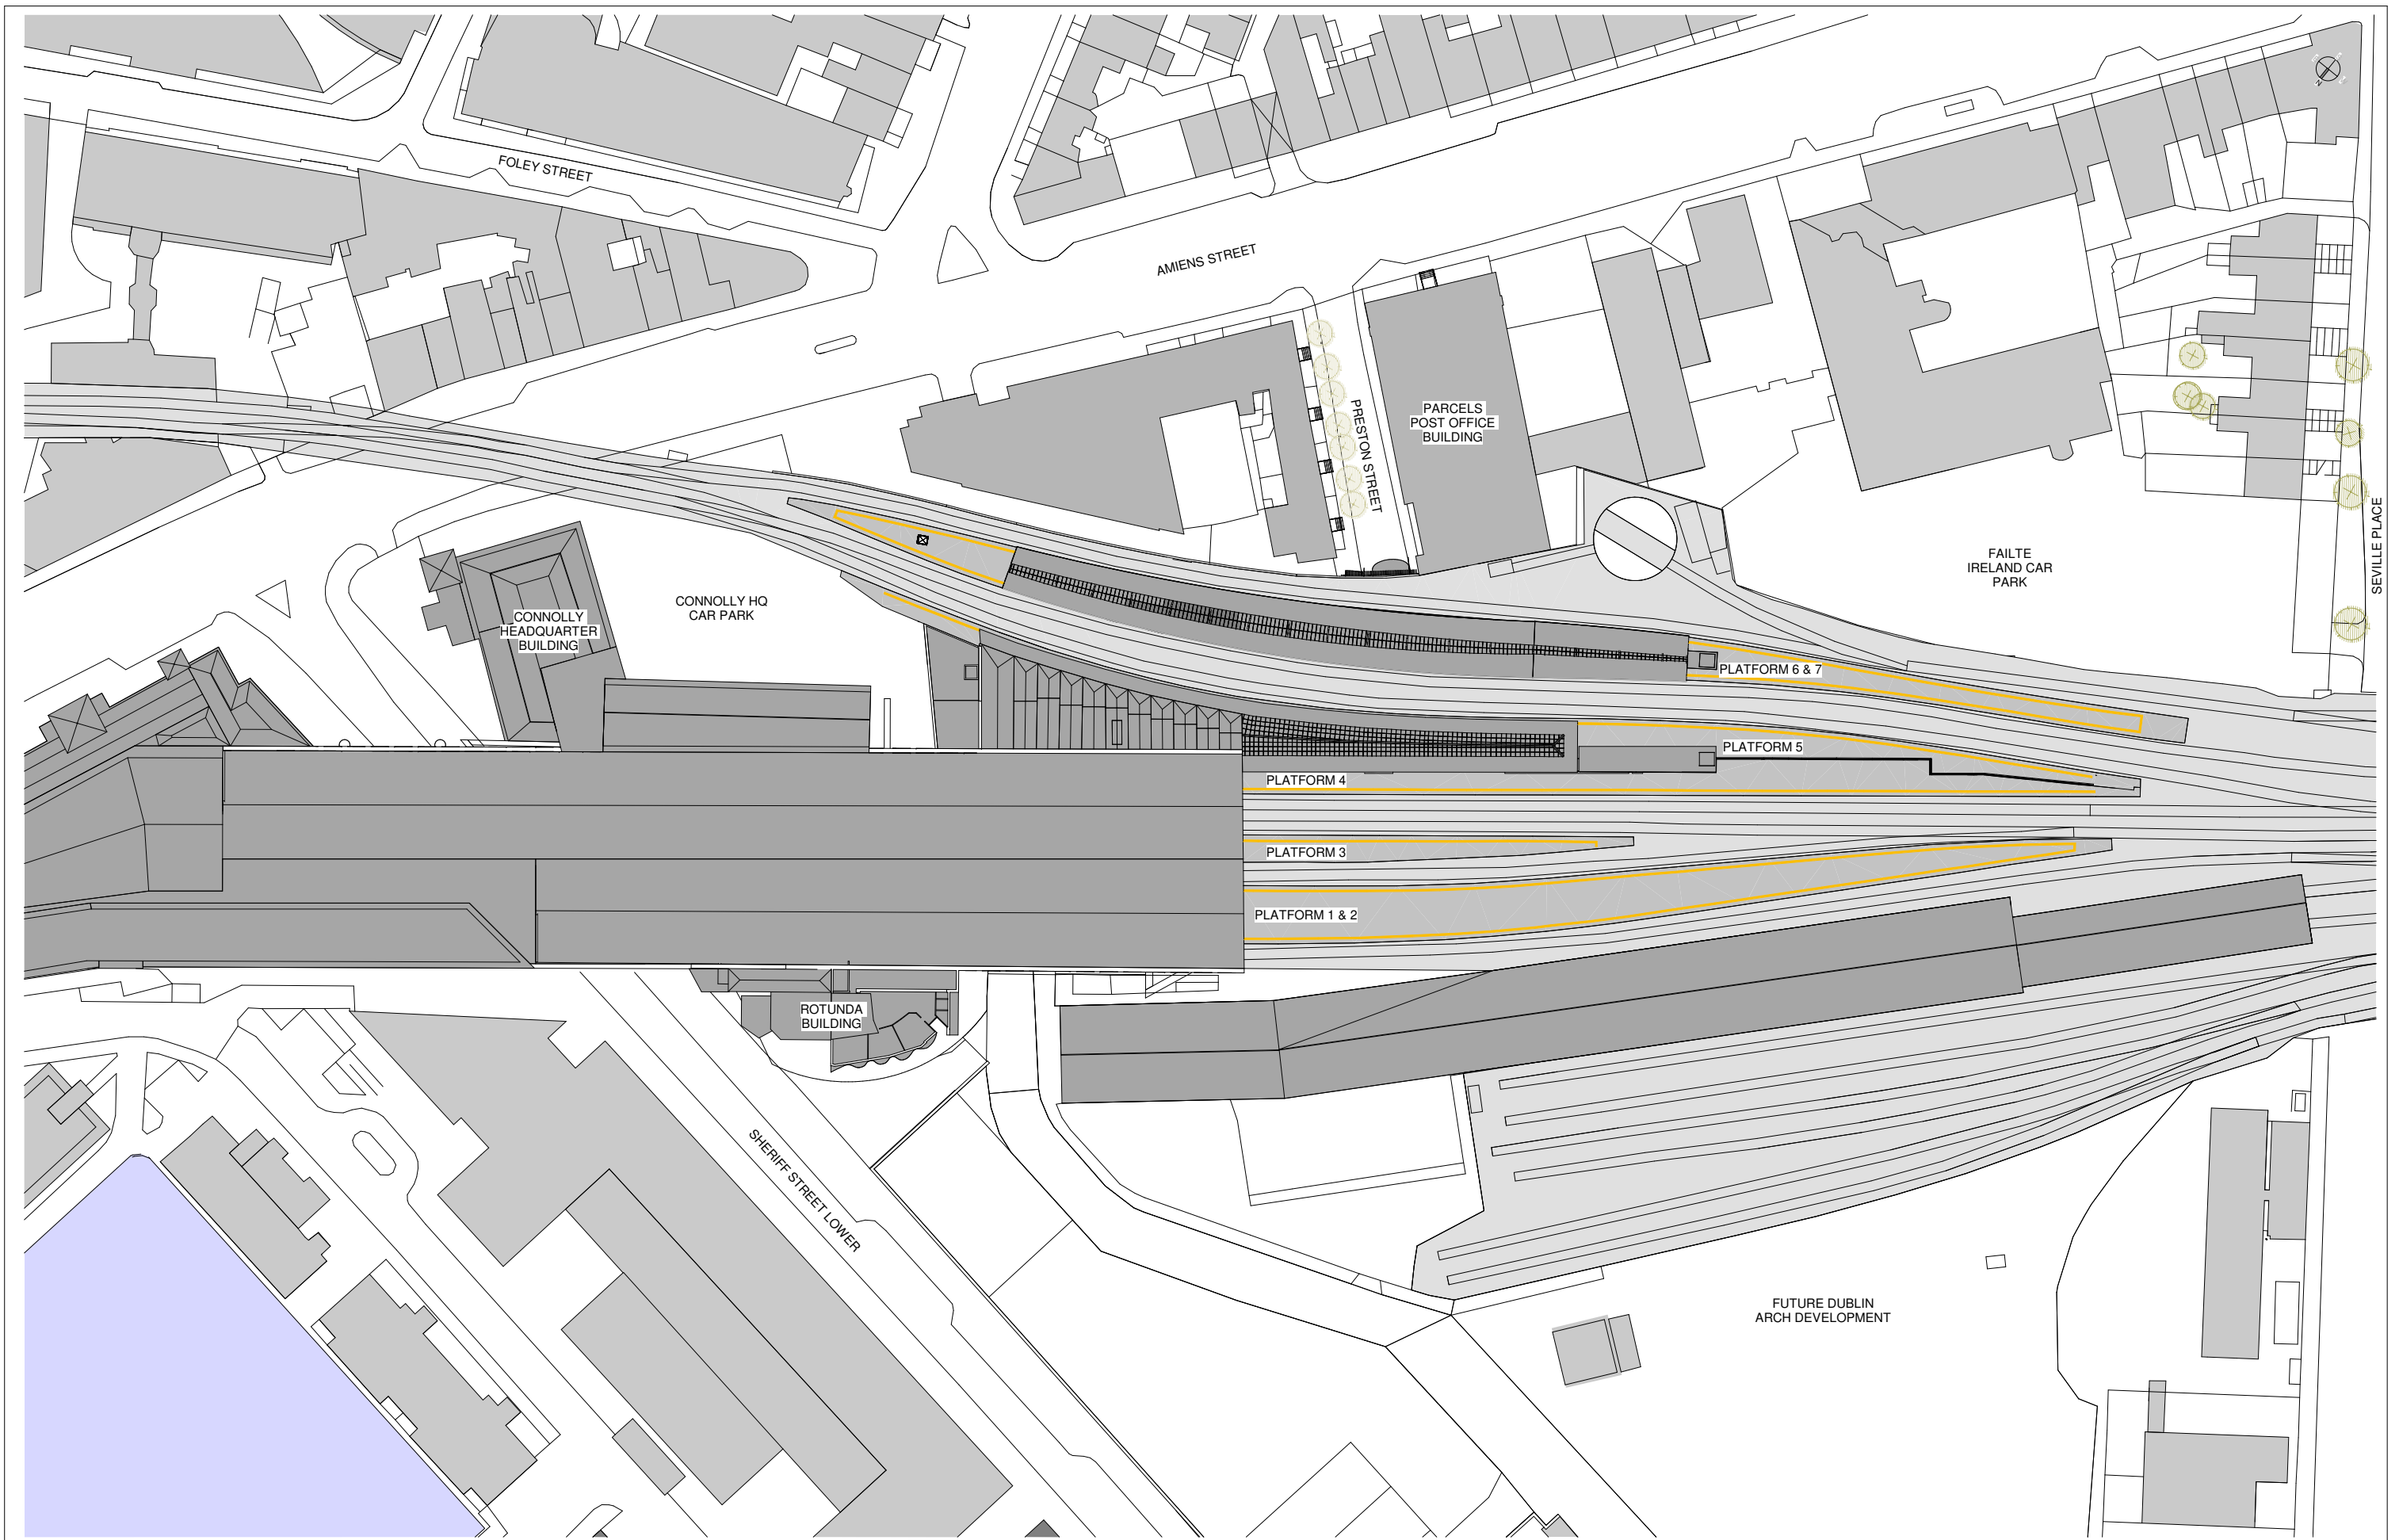 FOLEY STREET
AMIENS STREET
PRESTON STREET
PARCELS
POST OFFICE
BUILDING
SEVILLE PLACE
FAILTE
IRELAND CAR
PARK
CONNOLLY HQ
CAR PARK
CONNOLLY
HEADQUARTER
BUILDING
PLATFORM 6 & 7
PLATFORM 5
PLATFORM 4
PLATFORM 3
PLATFORM 1 & 2
ROTUNDA
BUILDING
SHERIFF STREET LOWER
FUTURE DUBLIN
ARCH DEVELOPMENT